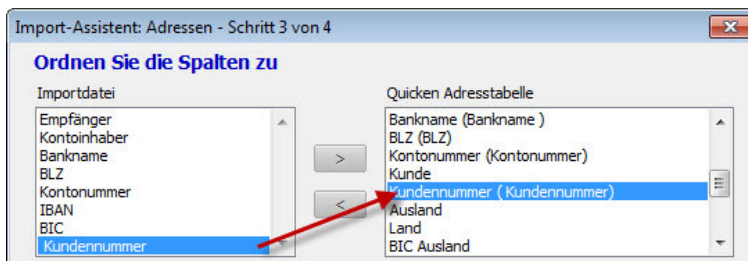 Import-Assistent: Adressen - Schritt 3 von 4
Ordnen Sie die Spalten zu
Importdatei
Empfänger
Kontoinhaber
Bankname
BLZ
Kontonummer
IBAN
BIC
Kundennummer
>
<
Quicken Adresstabelle
Bankname (Bankname )
BLZ (BLZ)
Kontonummer (Kontonummer)
Kunde
Kundennummer ( Kundennummer)
Ausland
Land
BIC Ausland